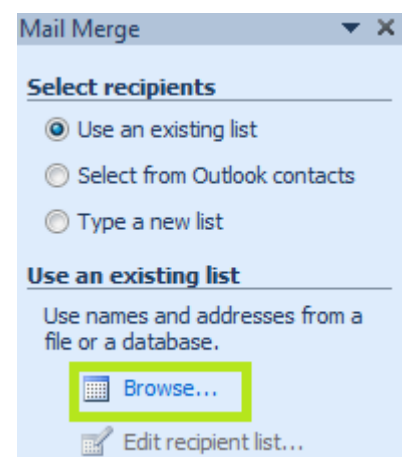 Mail Merge
Select recipients
Use an existing list
Select from Outlook contacts
Type a new list
Use an existing list
Use names and addresses from a
file or a database.
Browse...
Edit recipient list...